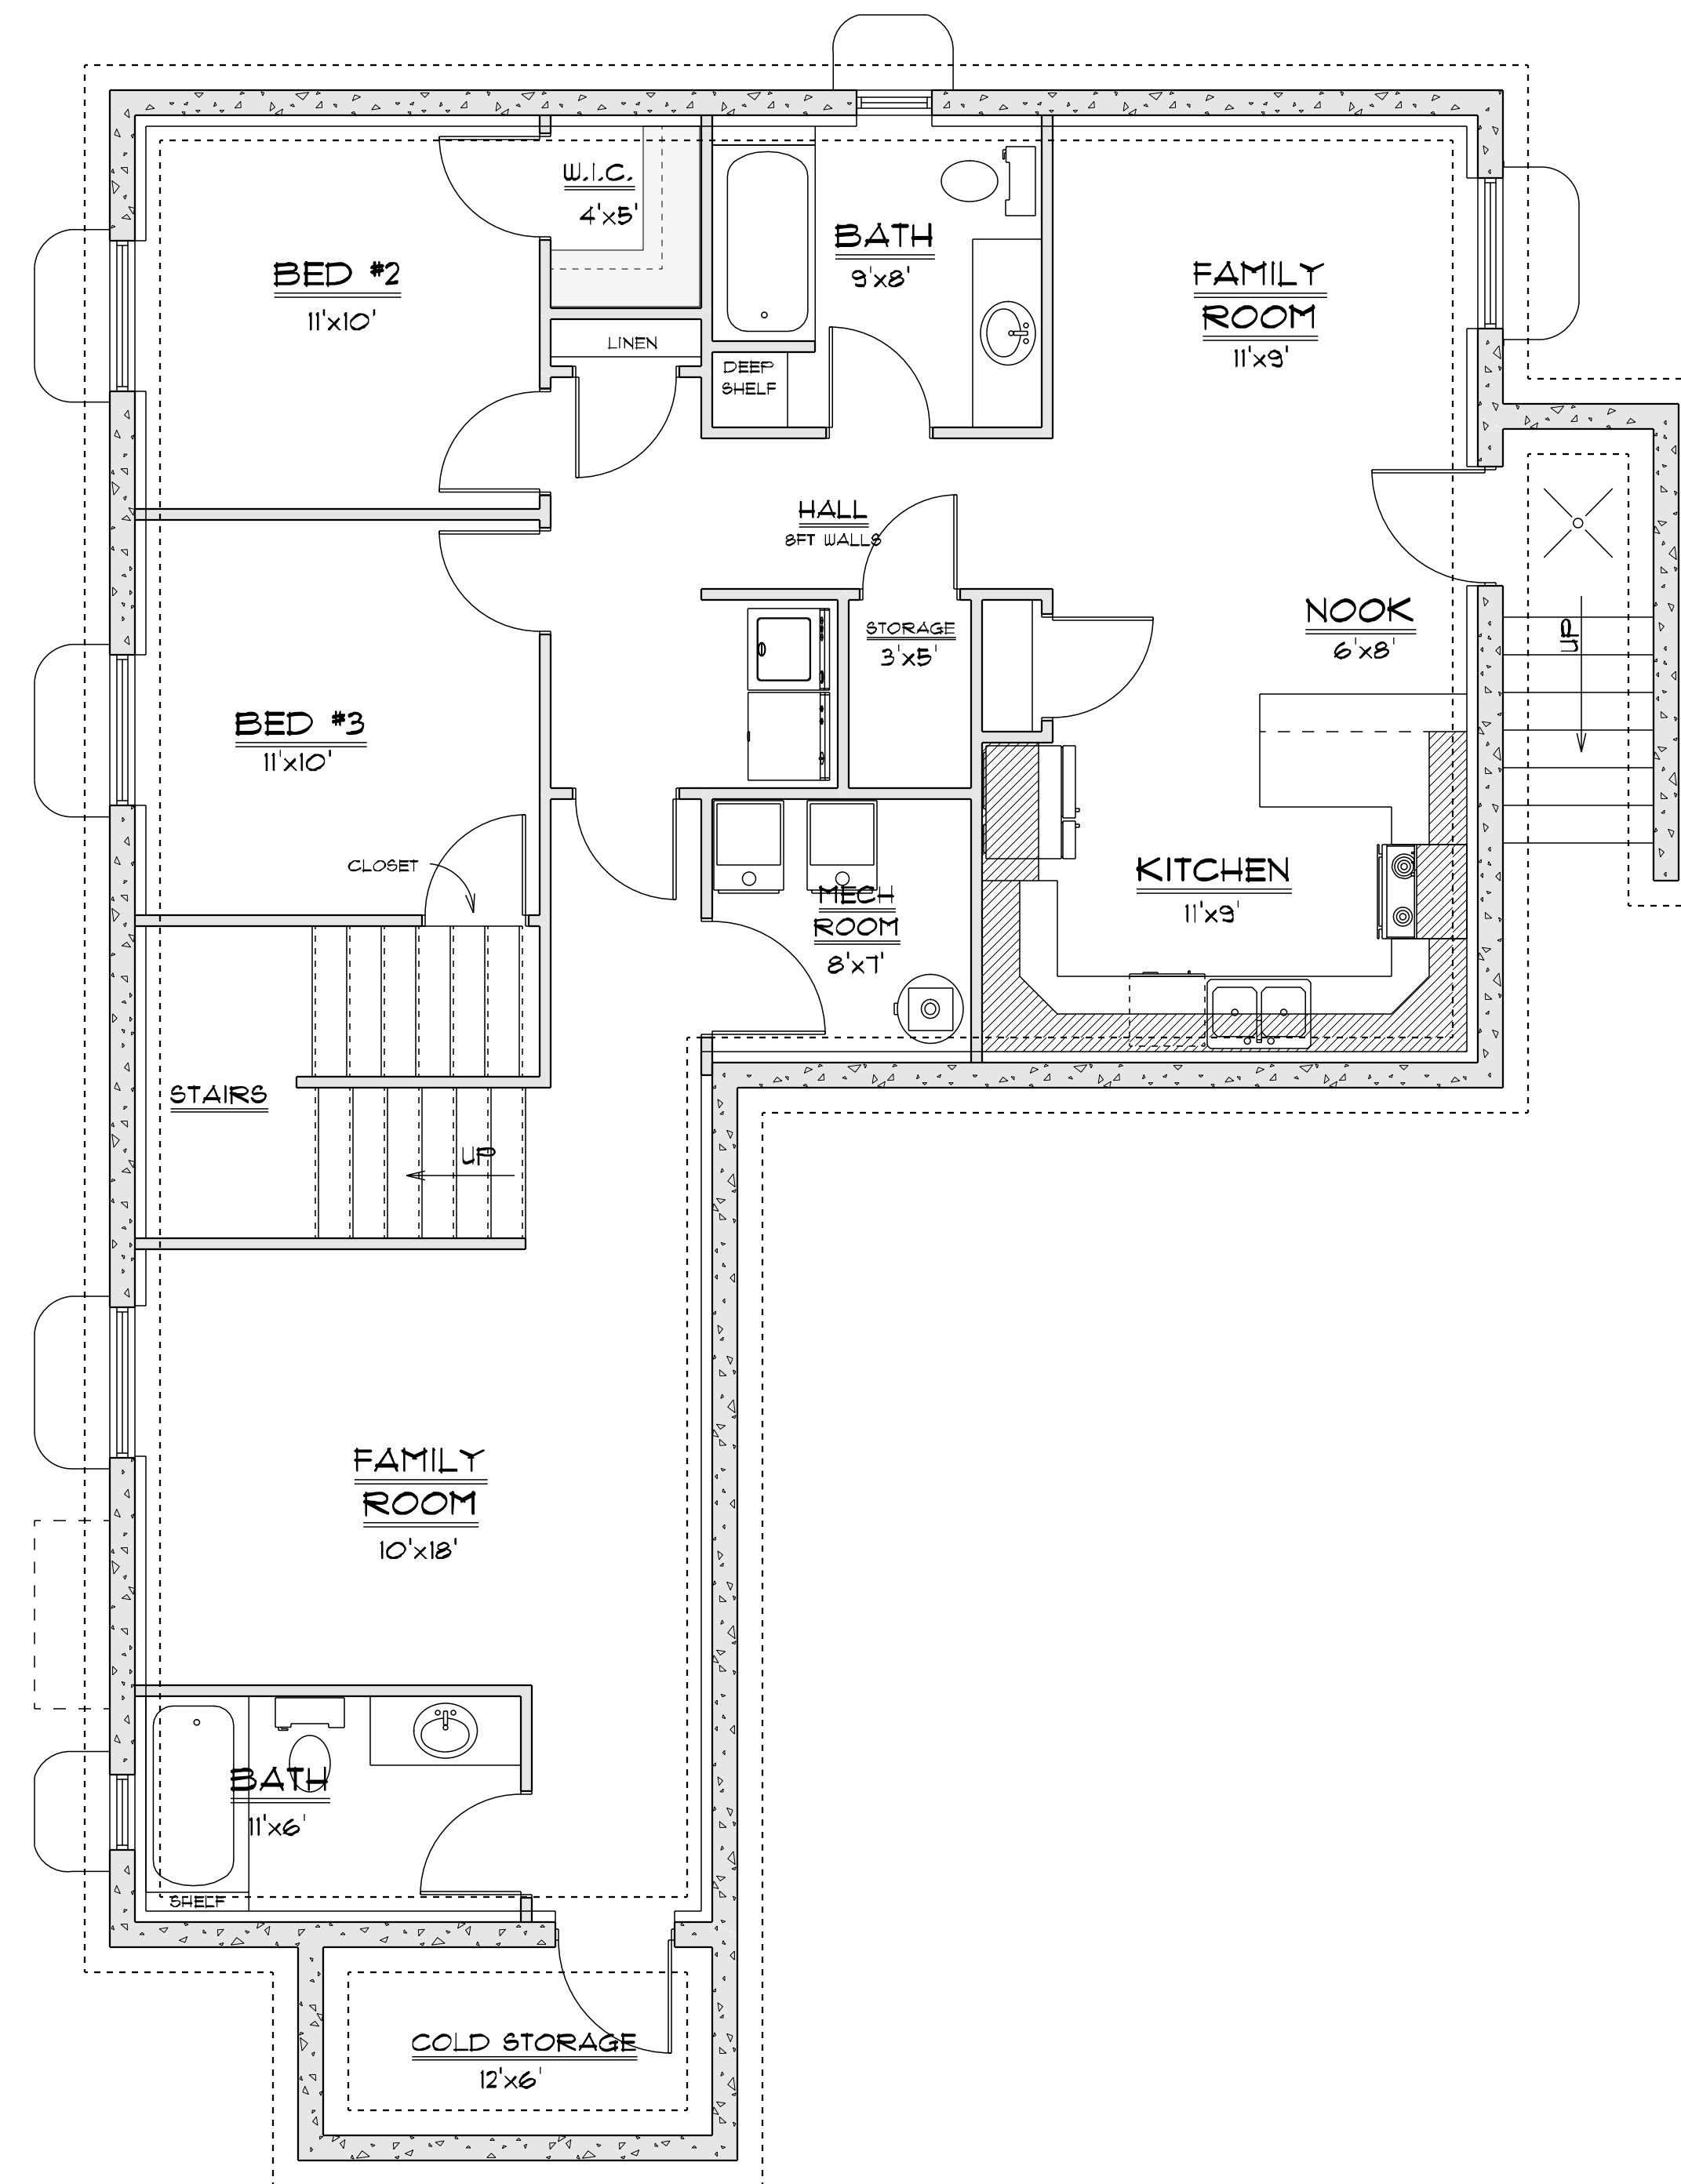 W.I.C.
4'x5'
BED #2
11'x10'
BATH
9'x8'
FAMILY
ROOM
11'x9'
LINEN
DEEP
SHELF
HALL
8FT WALLS
NOOK
6'x8'
UP
STORAGE
3'x5'
BED #3
11'x10'
CLOSET
KITCHEN
11'x9'
MECH
ROOM
8'x7'
STAIRS
UP
FAMILY
ROOM
10'x18'
BATH
11'x6'
SHELF
COLD STORAGE
12'x6'